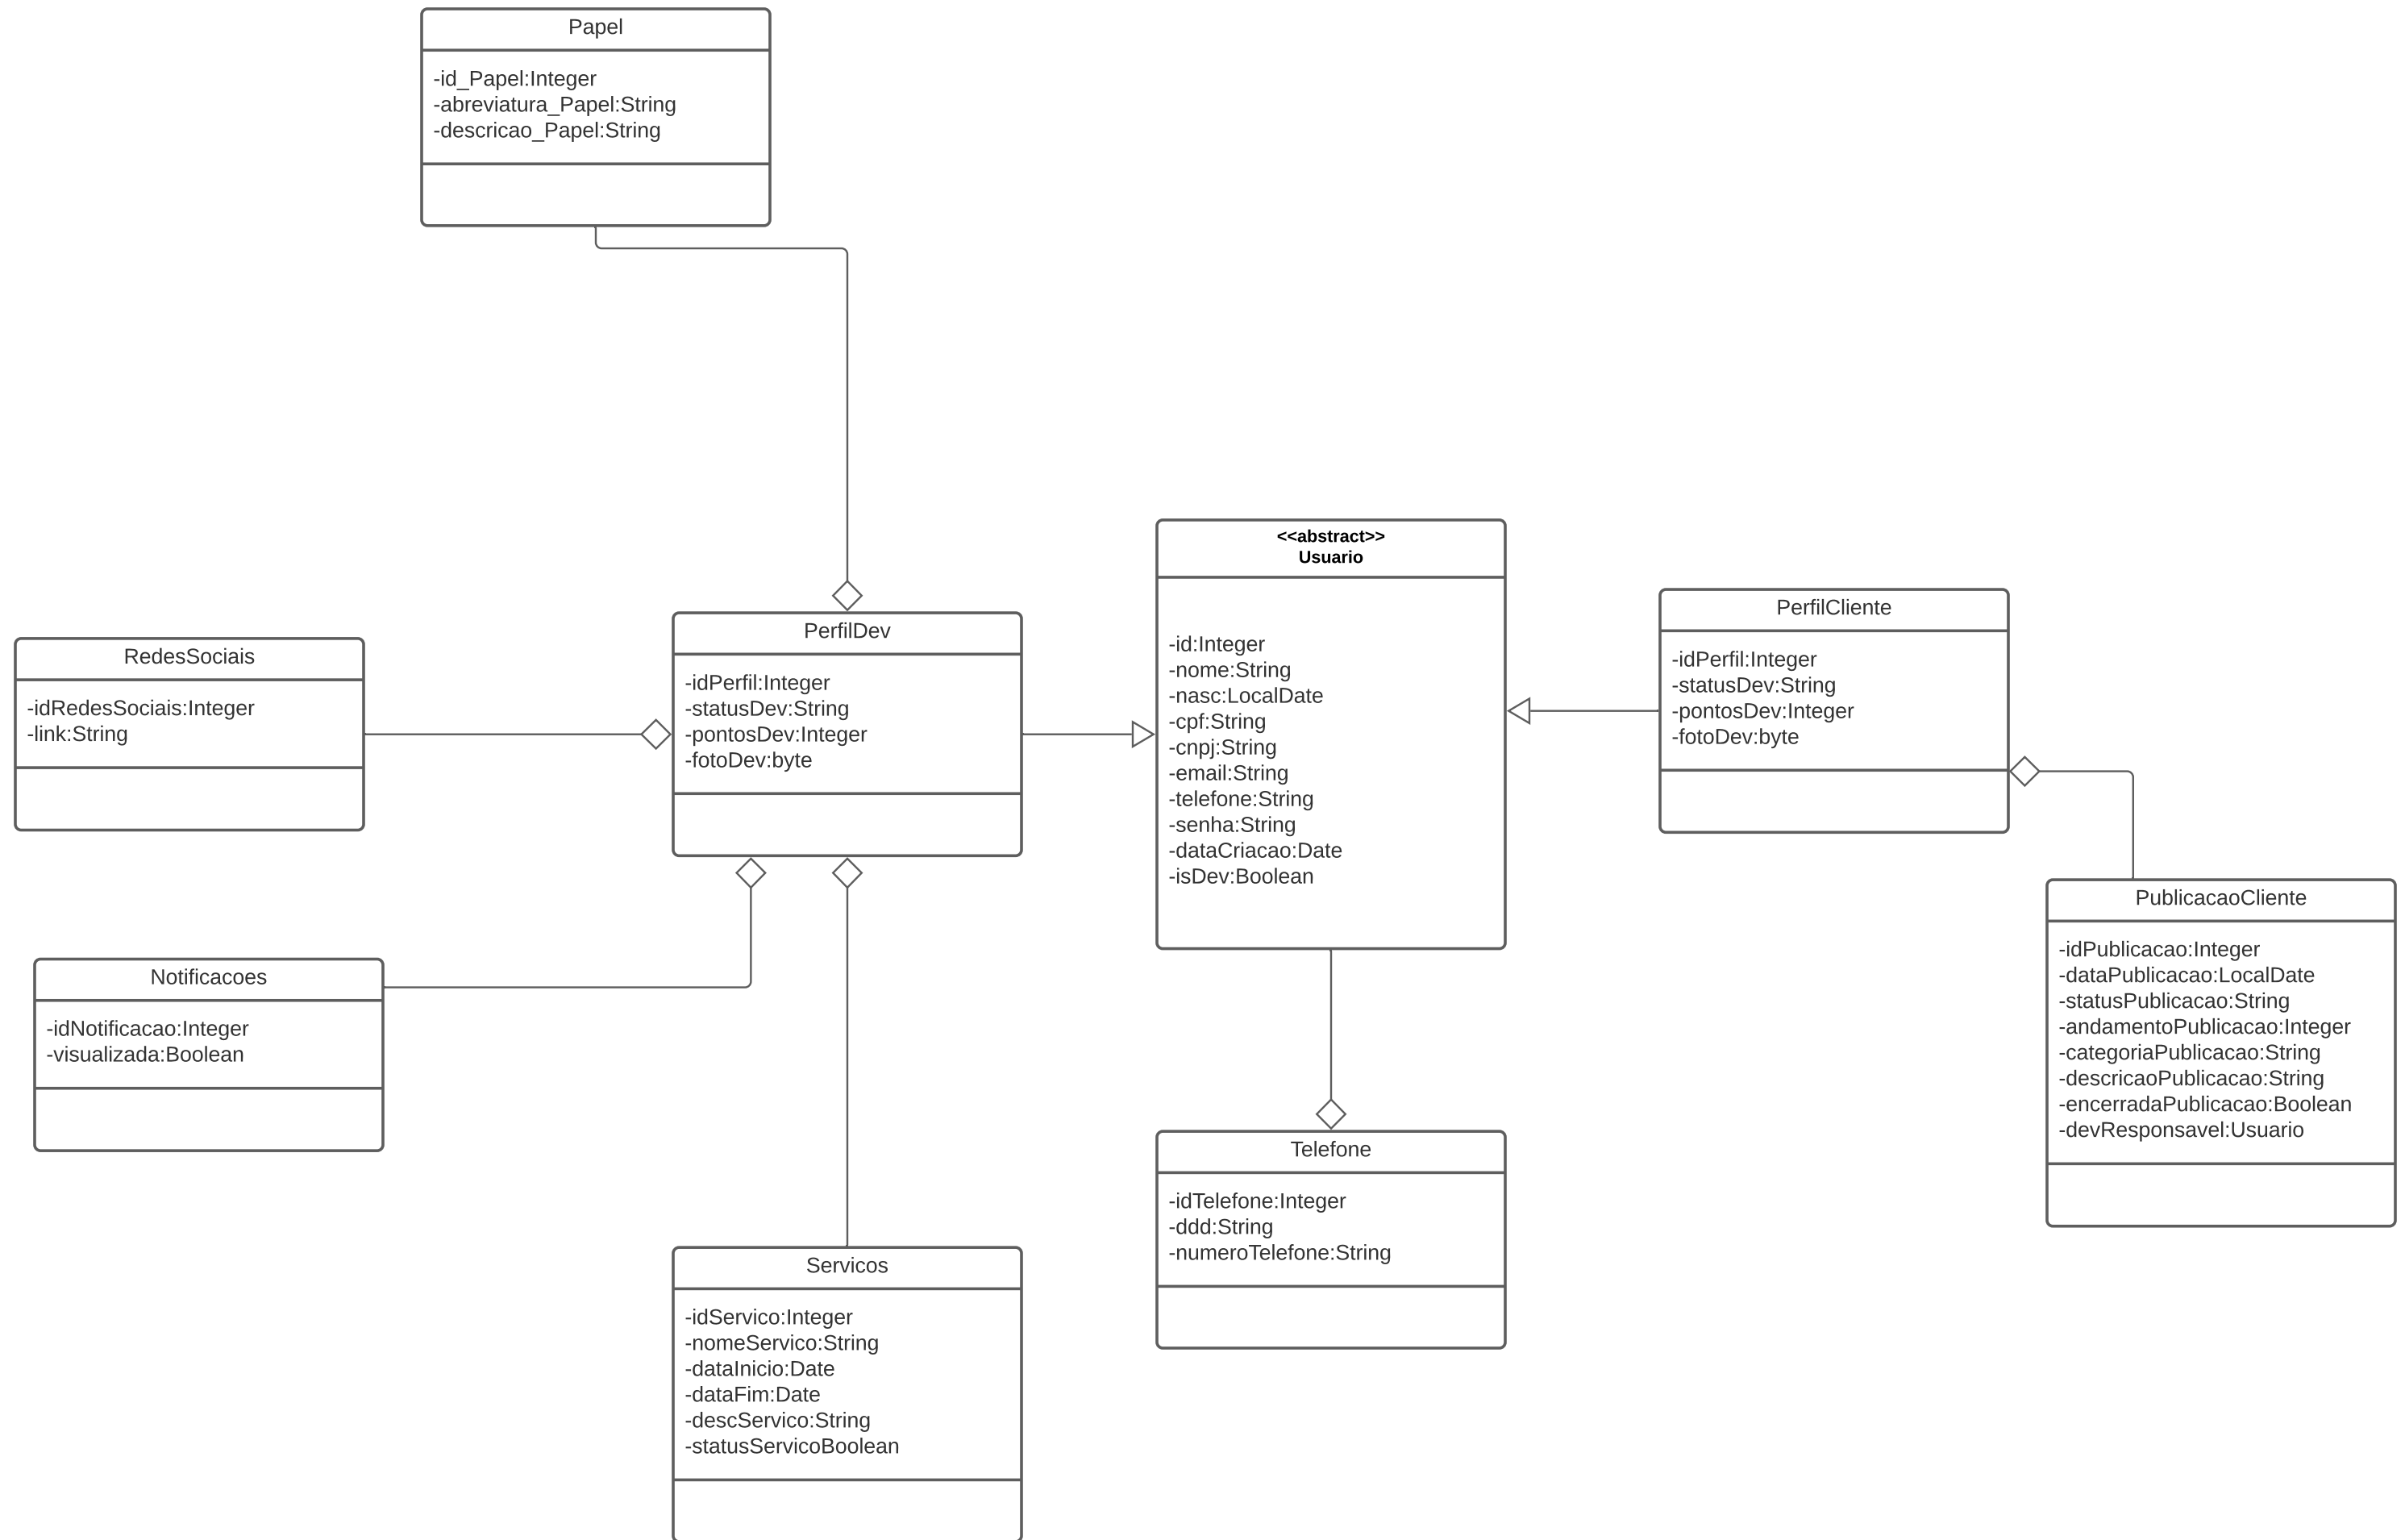 Papel
-id_Papel:Integer
-abreviatura_Papel:String
-descricao_Papel:String
<<abstract>>
Usuario
-id:Integer
-nome:String
-nasc:LocalDate
-cpf:String
-cnpj:String
-email:String
-telefone:String
-senha:String
-dataCriacao:Date
-isDev:Boolean
PerfilCliente
-idPerfil:Integer
-statusDev:String
-pontosDev:Integer
-fotoDev:byte
PerfilDev
-idPerfil:Integer
-statusDev:String
-pontosDev:Integer
-fotoDev:byte
RedesSociais
-idRedesSociais:Integer
-link:String
PublicacaoCliente
-idPublicacao:Integer
-dataPublicacao:LocalDate
-statusPublicacao:String
-andamentoPublicacao:Integer
-categoriaPublicacao:String
-descricaoPublicacao:String
-encerradaPublicacao:Boolean
-devResponsavel:Usuario
Notificacoes
-idNotificacao:Integer
-visualizada:Boolean
Telefone
-idTelefone:Integer
-ddd:String
-numeroTelefone:String
Servicos
-idServico:Integer
-nomeServico:String
-dataInicio:Date
-dataFim:Date
-descServico:String
-statusServicoBoolean